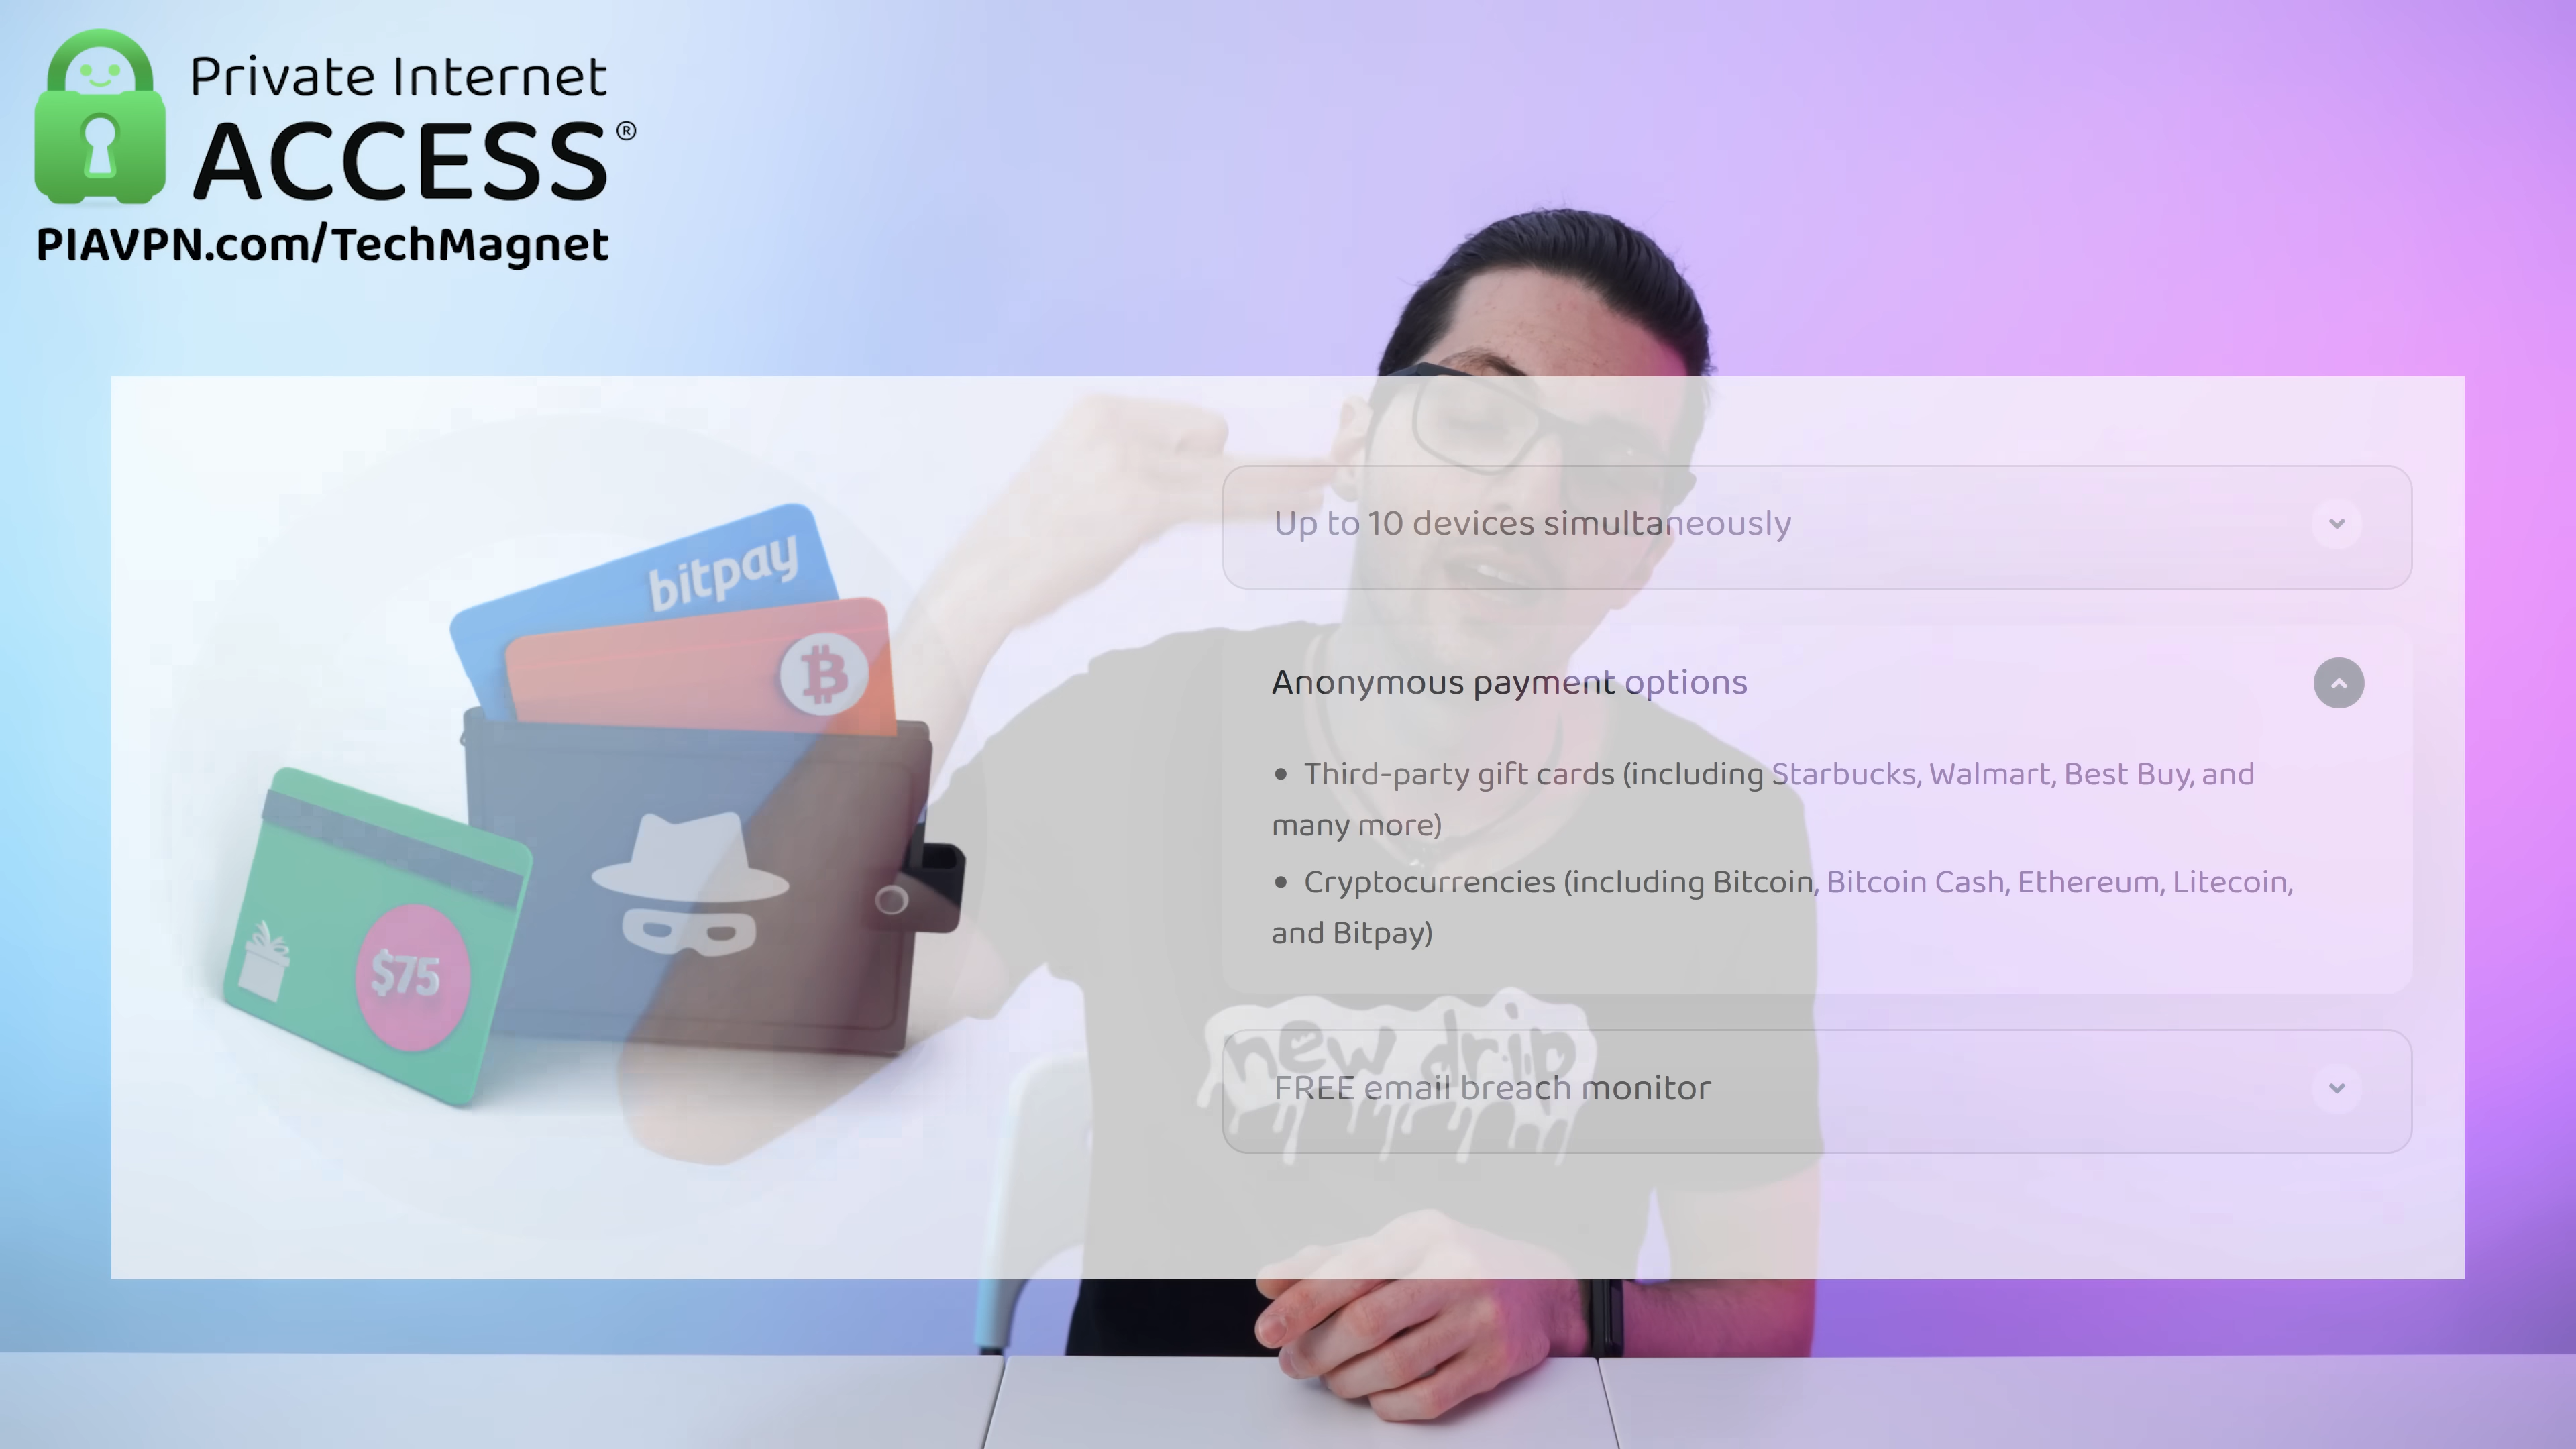 Private Internet
ACCESS®
PIAVPN.com/TechMagnet
bitpay
₿
$75
Up to 10 devices simultaneously
Anonymous payment options
• Third-party gift cards (including Starbucks, Walmart, Best Buy, and
many more)
• Cryptocurrencies (including Bitcoin, Bitcoin Cash, Ethereum, Litecoin,
and Bitpay)
new drip
FREE email breach monitor